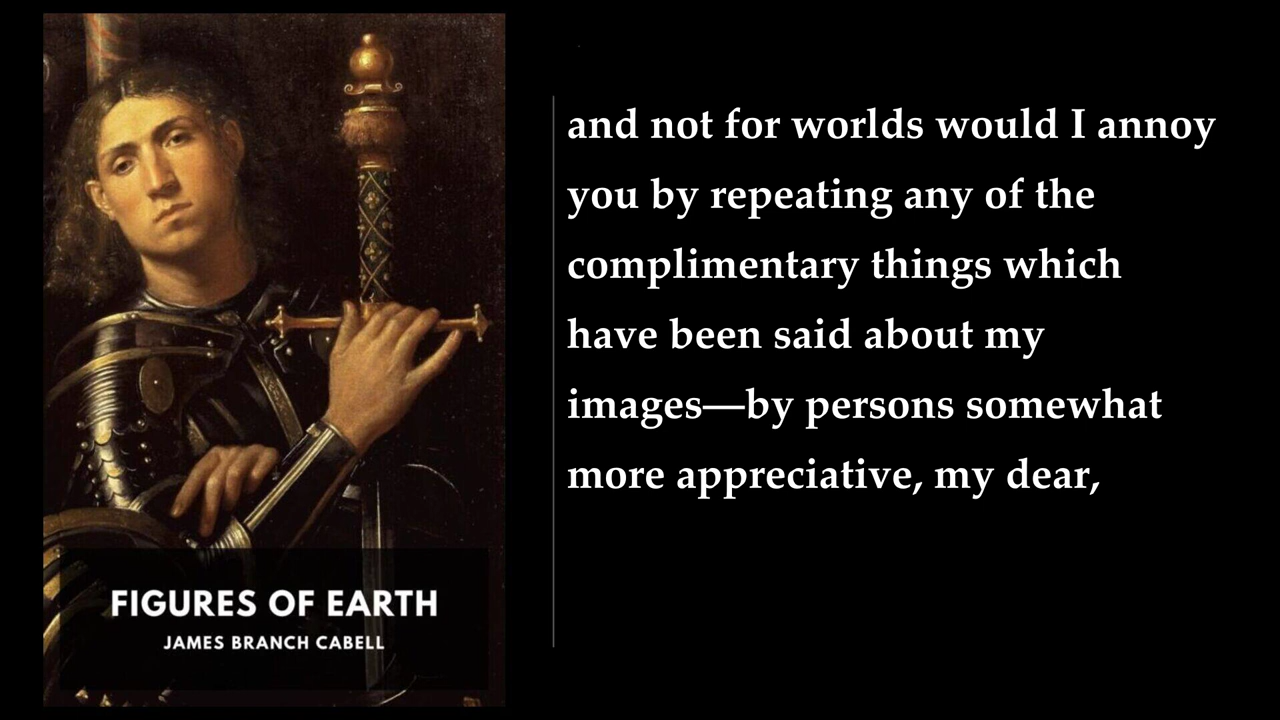 FIGURES OF EARTH
JAMES BRANCH CABELL
and not for worlds would I annoy
you by repeating any of the
complimentary things which
have been said about my
images—by persons somewhat
more appreciative, my dear,